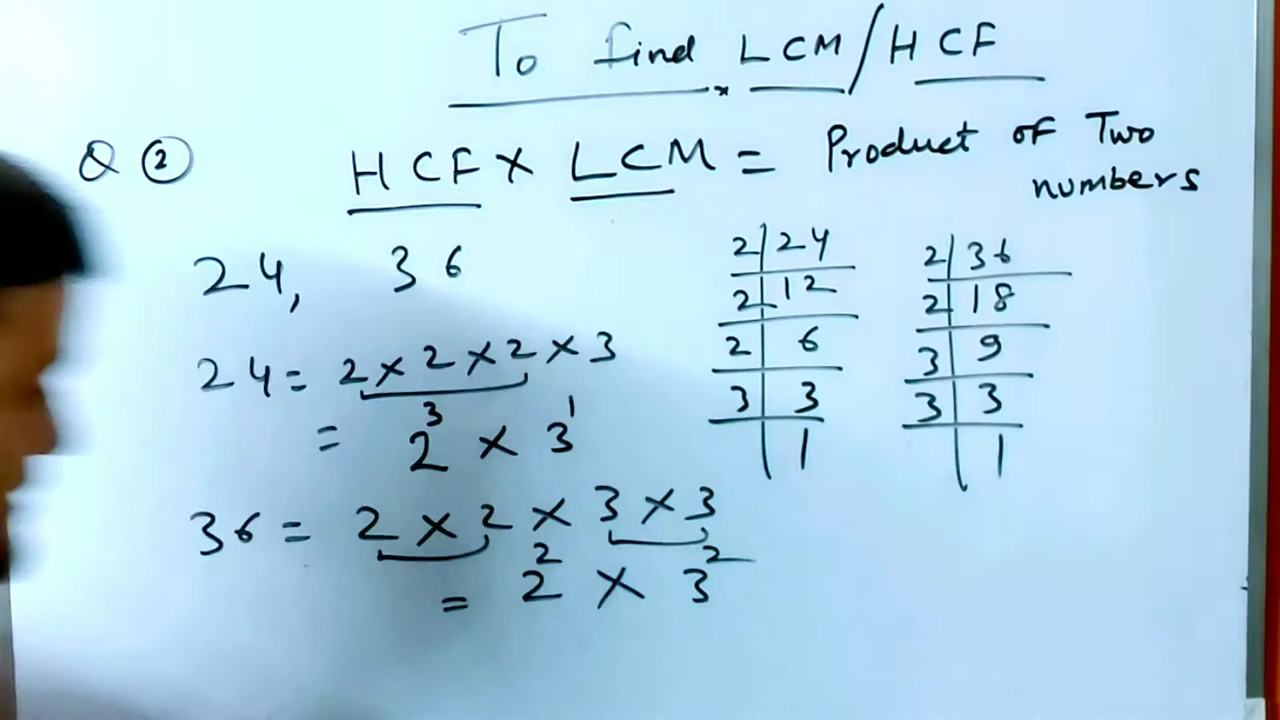 To find LCM/HCF
Q ② HCF × LCM = Product of Two
numbers
24, 36
24 = 2 × 2 × 2 × 3
= 2³ × 3¹
36 = 2 × 2 × 3 × 3
= 2² × 3²
2 | 24
2 | 12
2 | 6
3 | 3
| 1
2 | 36
2 | 18
3 | 9
3 | 3
| 1